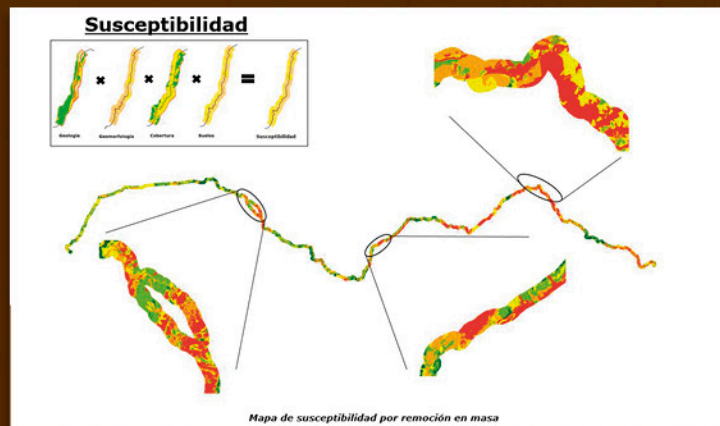 Susceptibilidad
Geología Geomorfología Cobertura Suelos Susceptibilidad
Mapa de susceptibilidad por remoción en masa